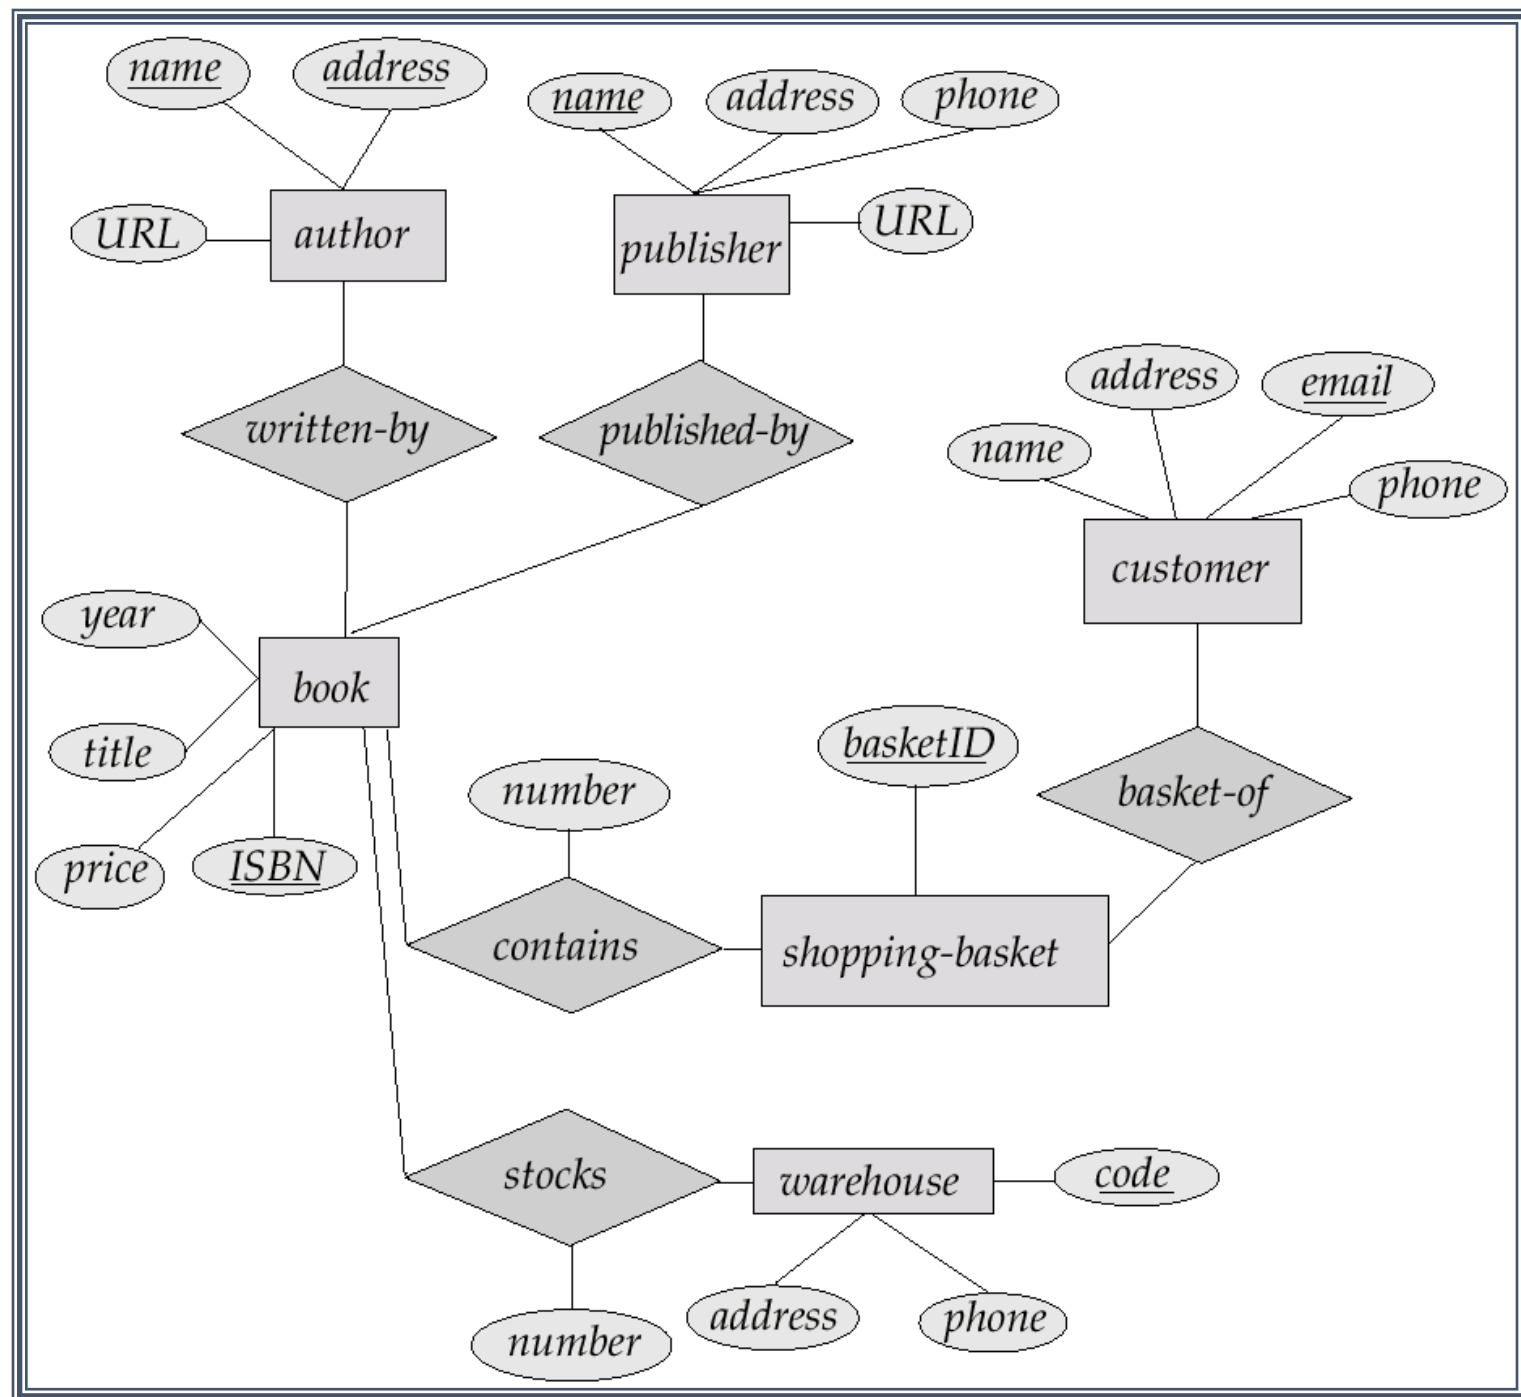 name
address
name
address
phone
URL
author
publisher
URL
written-by
published-by
address
email
name
phone
customer
year
book
title
basketID
number
basket-of
price
ISBN
contains
shopping-basket
stocks
warehouse
code
address
phone
number